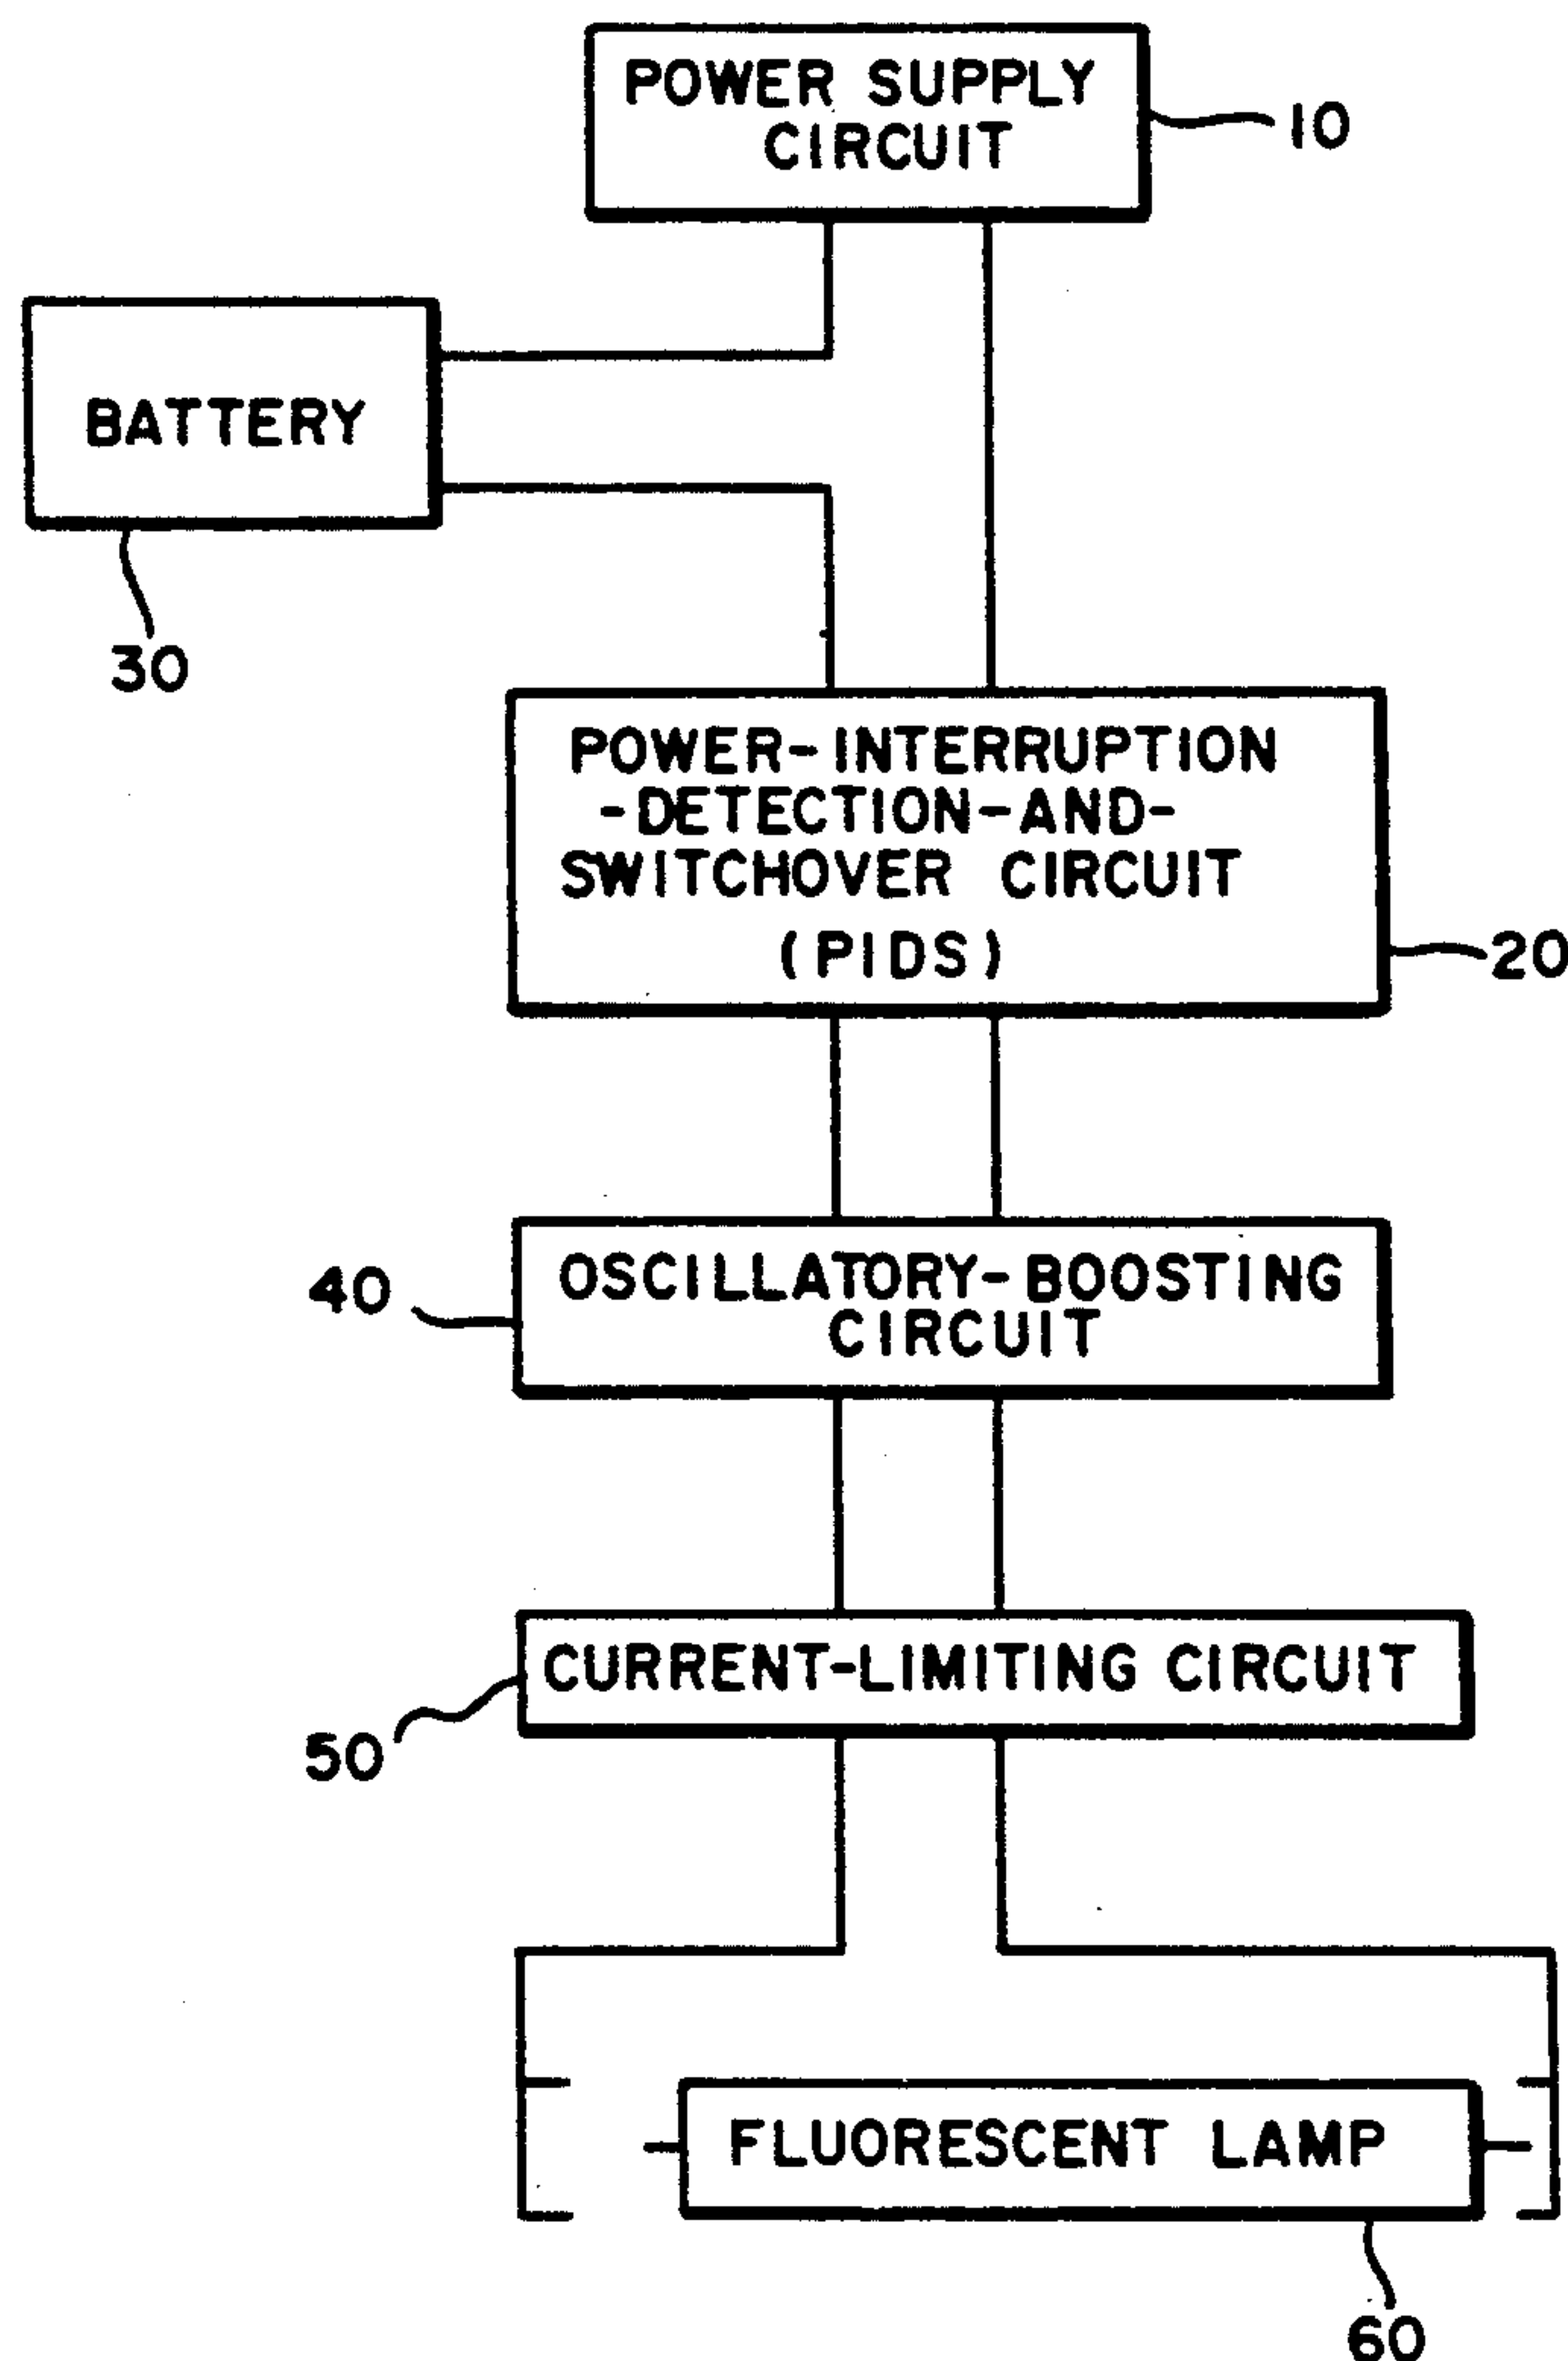 POWER SUPPLY
CIRCUIT
10
BATTERY
30
POWER-INTERRUPTION
-DETECTION-AND-
SWITCHOVER CIRCUIT
(PIDS)
20
40
OSCILLATORY-BOOSTING
CIRCUIT
CURRENT-LIMITING CIRCUIT
50
FLUORESCENT LAMP
60